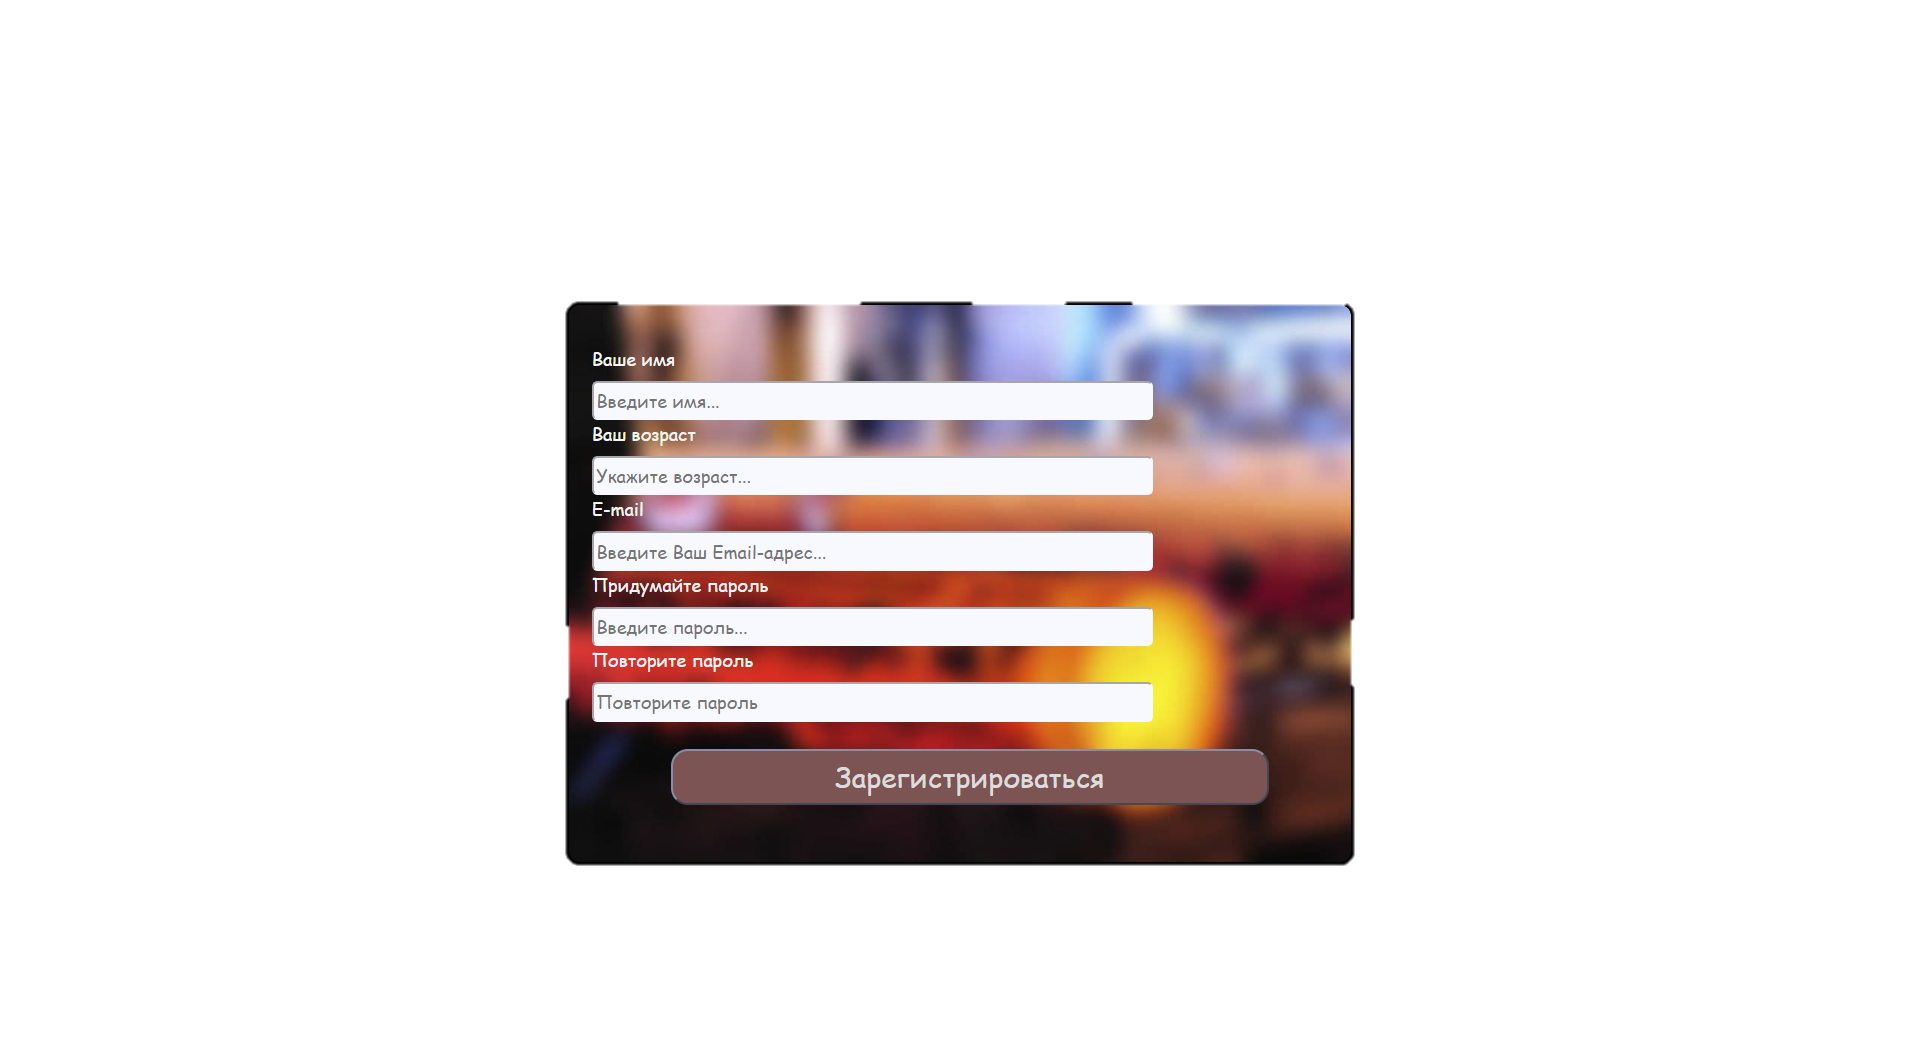 Ваше имя
Введите имя...
Ваш возраст
Укажите возраст...
E-mail
Введите Ваш Email-адрес...
Придумайте пароль
Введите пароль...
Повторите пароль
Повторите пароль
Зарегистрироваться